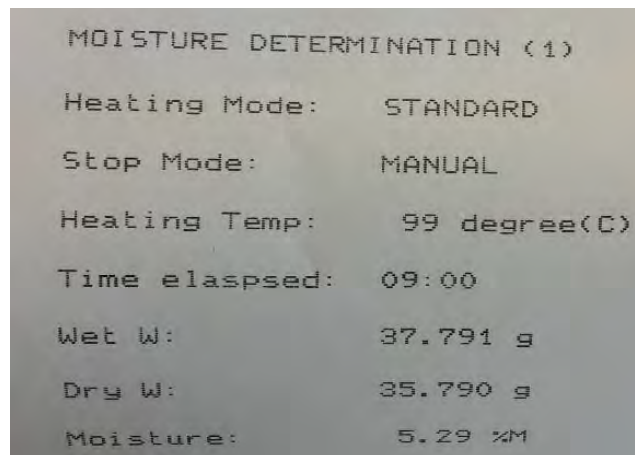 MOISTURE DETERMINATION (1)
Heating Mode: STANDARD
Stop Mode: MANUAL
Heating Temp: 99 degree(C)
Time elaspsed: 09:00
Wet W: 37.791 g
Dry W: 35.790 g
Moisture: 5.29 %M